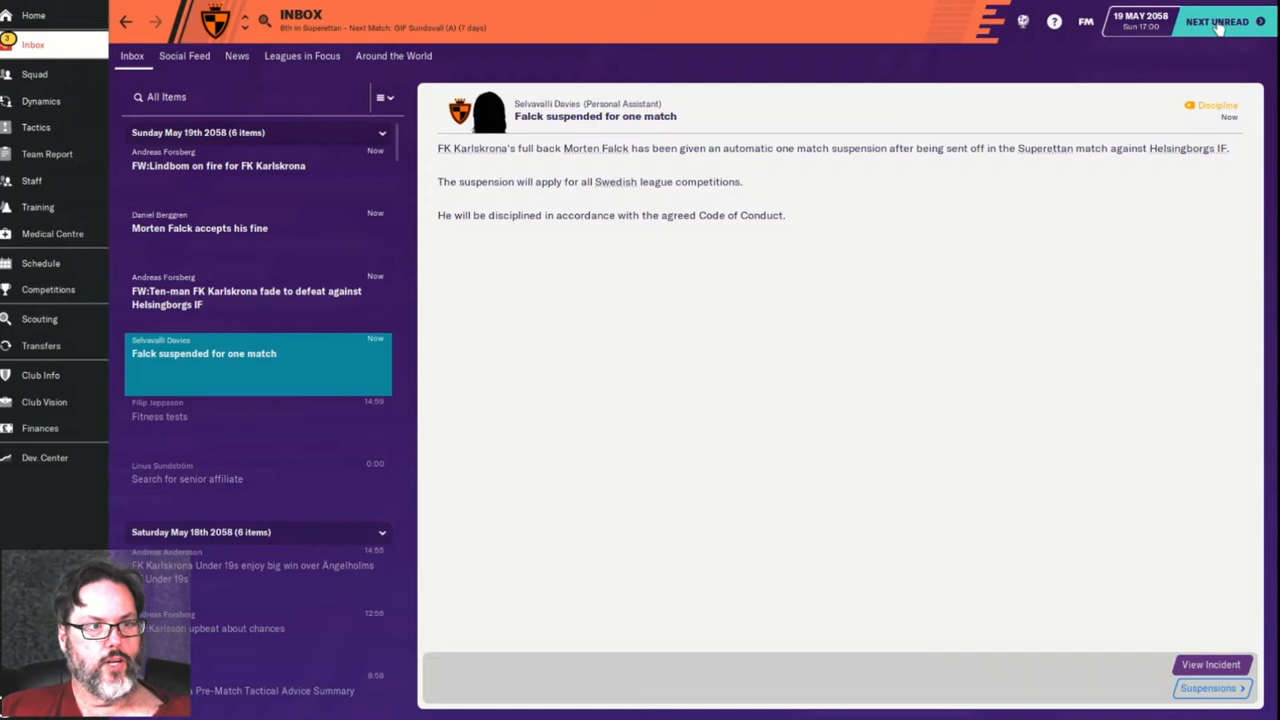 Home
3
Inbox
Squad
Dynamics
Tactics
Team Report
Staff
Training
Medical Centre
Schedule
Competitions
Scouting
Transfers
Club Info
Club Vision
Finances
Dev. Center
INBOX
8th in Superettan - Next Match: GIF Sundsvall (A) (7 days)
?
FM
19 MAY 2058
Sun 17:00
NEXT UNREAD
Inbox
Social Feed
News
Leagues in Focus
Around the World
All Items
Sunday May 19th 2058 (6 items)
Andreas Forsberg
Now
FW:Lindbom on fire for FK Karlskrona
Daniel Berggren
Now
Morten Falck accepts his fine
Andreas Forsberg
Now
FW:Ten-man FK Karlskrona fade to defeat against
Helsingborgs IF
Selvavalli Davies
Now
Falck suspended for one match
Filip Jeppsson
14:59
Fitness tests
Linus Sundström
0:00
Search for senior affiliate
Saturday May 18th 2058 (6 items)
Andreas Andersson
14:55
FK Karlskrona Under 19s enjoy big win over Ängelholms
Under 19s
Andreas Forsberg
12:56
Karlsson upbeat about chances
8:58
Pre-Match Tactical Advice Summary
Selvavalli Davies (Personal Assistant)
Falck suspended for one match
Discipline
Now
FK Karlskrona's full back Morten Falck has been given an automatic one match suspension after being sent off in the Superettan match against Helsingborgs IF.
The suspension will apply for all Swedish league competitions.
He will be disciplined in accordance with the agreed Code of Conduct.
View Incident
Suspensions